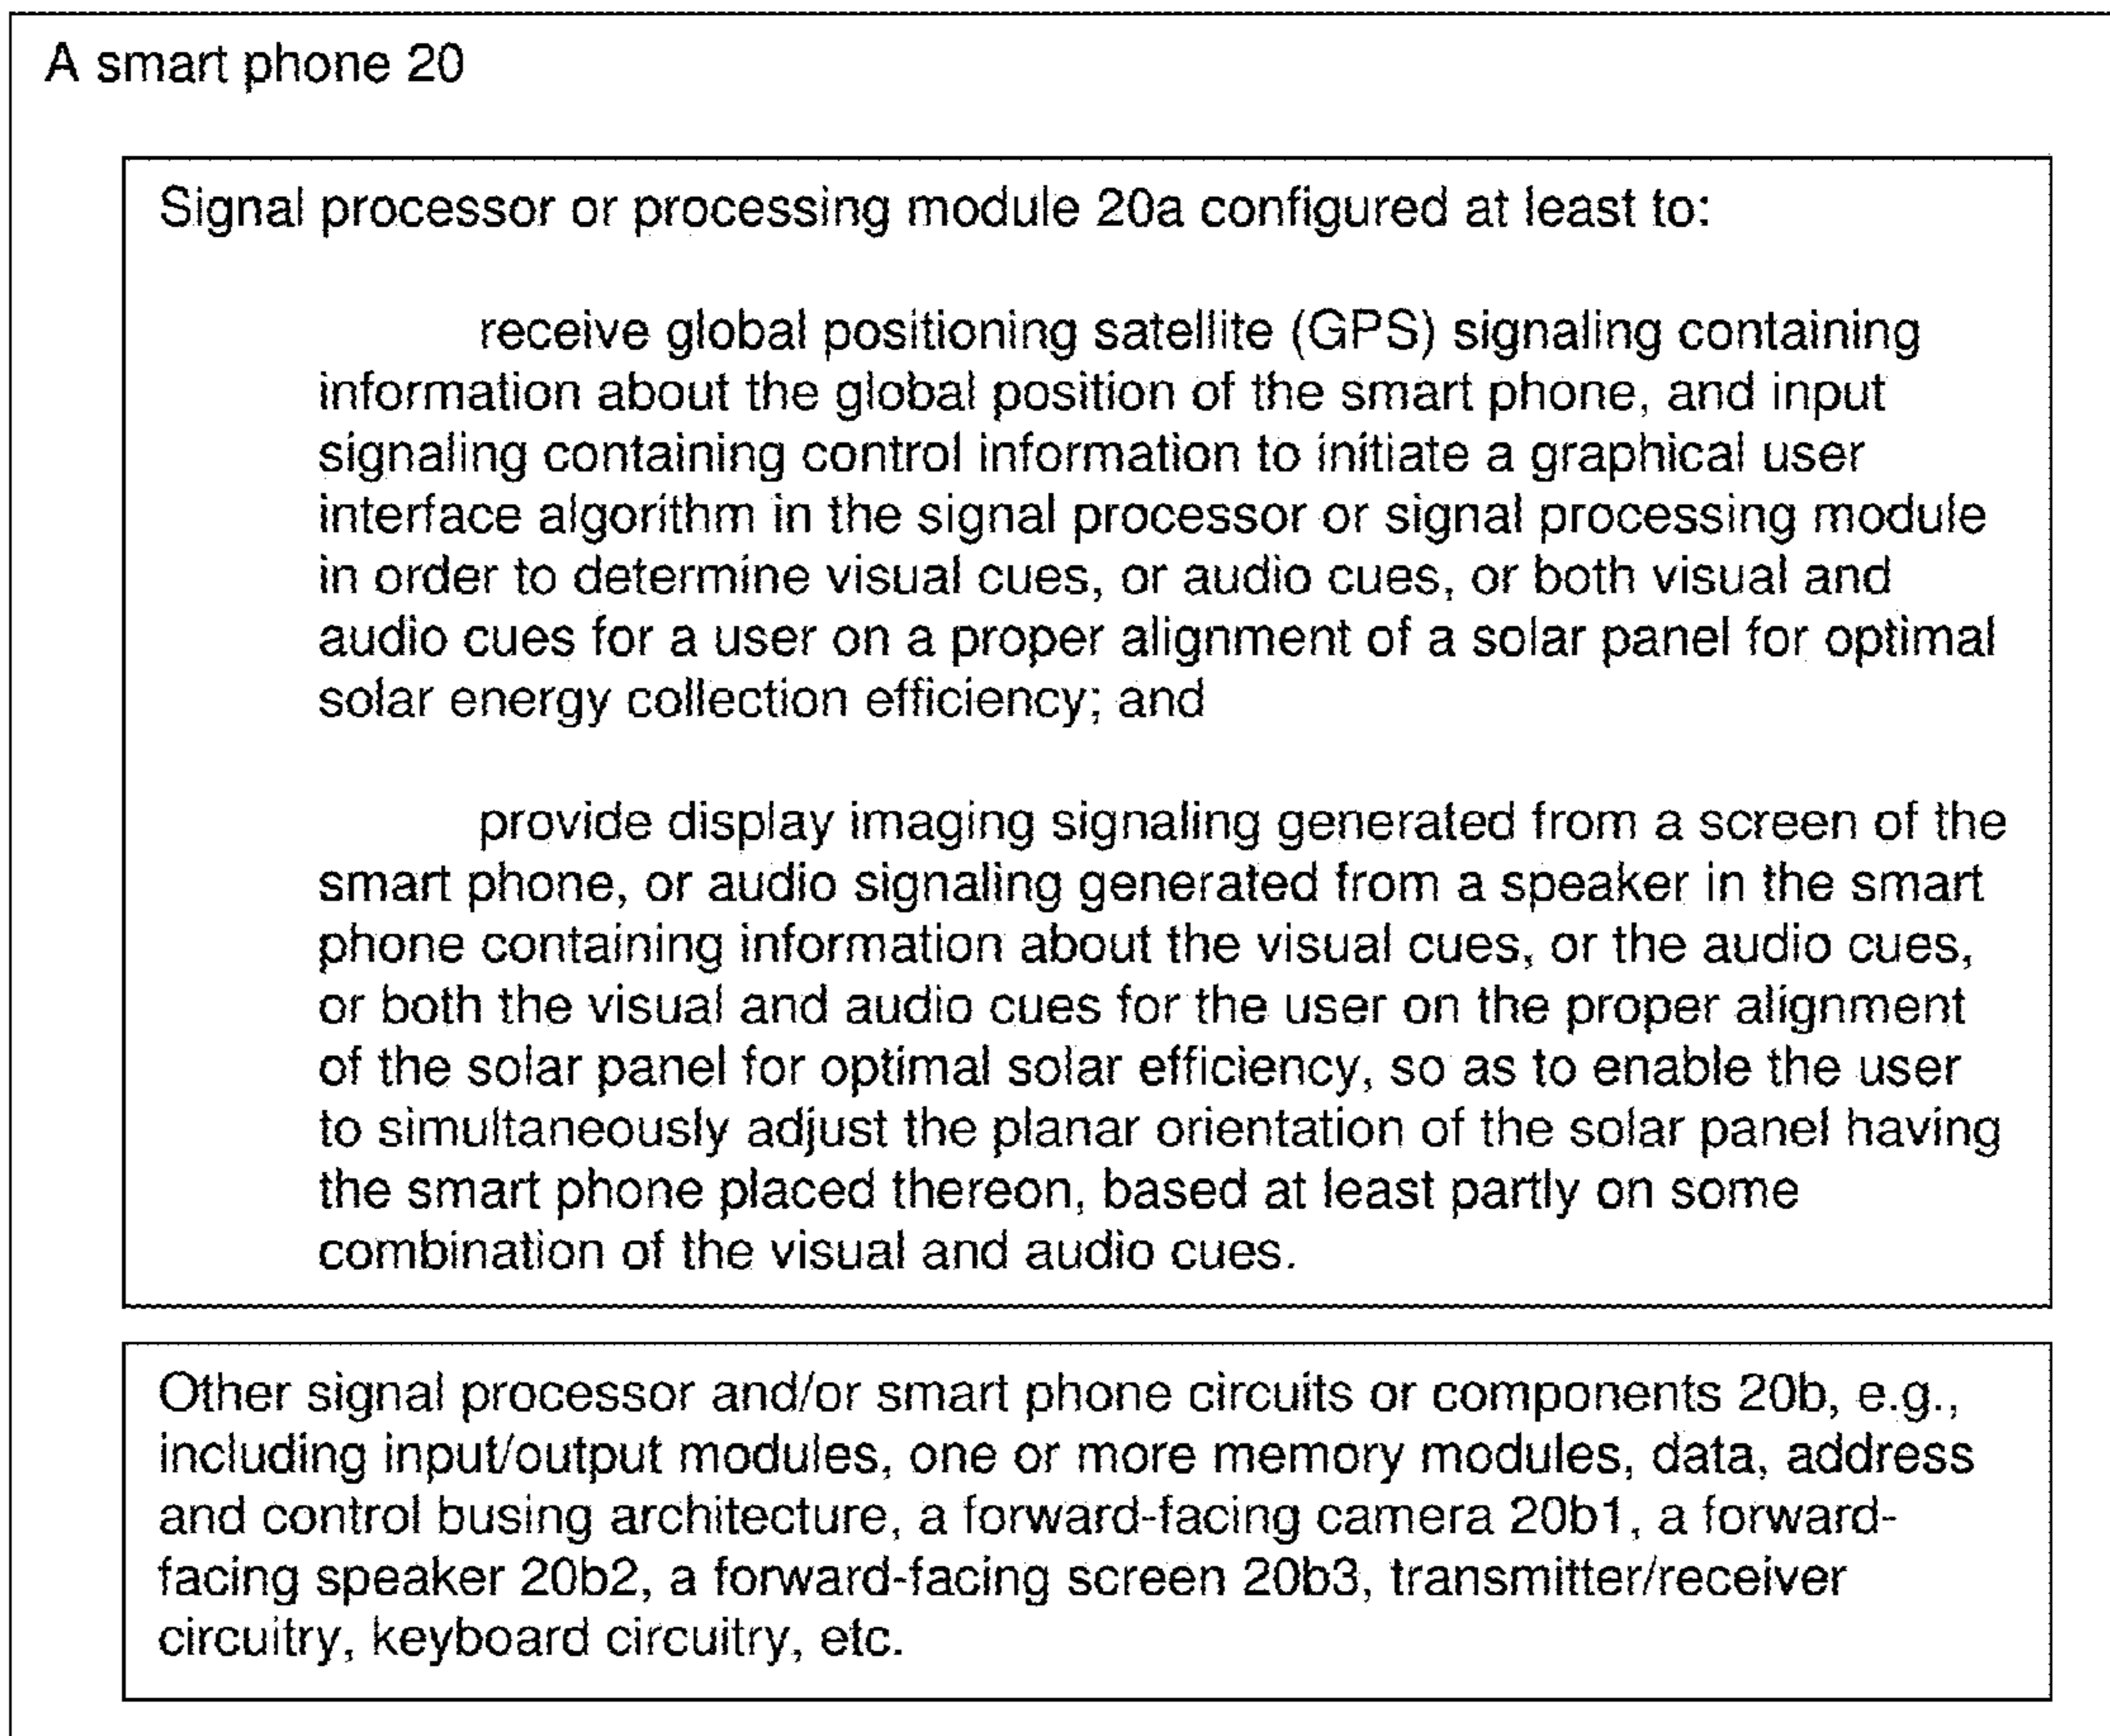 A smart phone 20
Signal processor or processing module 20a configured at least to:
receive global positioning satellite (GPS) signaling containing
information about the global position of the smart phone, and input
signaling containing control information to initiate a graphical user
interface algorithm in the signal processor or signal processing module
in order to determine visual cues, or audio cues, or both visual and
audio cues for a user on a proper alignment of a solar panel for optimal
solar energy collection efficiency; and
provide display imaging signaling generated from a screen of the
smart phone, or audio signaling generated from a speaker in the smart
phone containing information about the visual cues, or the audio cues,
or both the visual and audio cues for the user on the proper alignment
of the solar panel for optimal solar efficiency, so as to enable the user
to simultaneously adjust the planar orientation of the solar panel having
the smart phone placed thereon, based at least partly on some
combination of the visual and audio cues.
Other signal processor and/or smart phone circuits or components 20b, e.g.,
including input/output modules, one or more memory modules, data, address
and control busing architecture, a forward-facing camera 20b1, a forward-
facing speaker 20b2, a forward-facing screen 20b3, transmitter/receiver
circuitry, keyboard circuitry, etc.